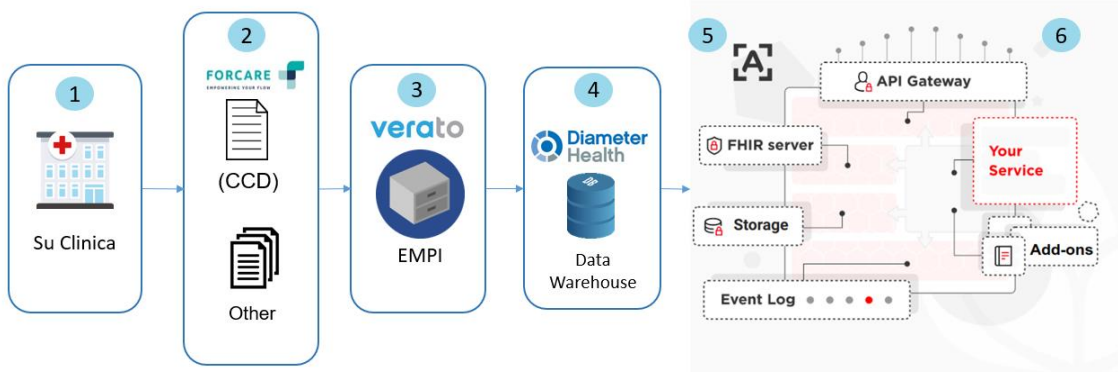 1
Su Clinica
2
FORCARE
EMPOWERING YOUR FLOW
(CCD)
Other
3
verato
EMPI
4
Diameter
Health
DB
Data
Warehouse
5
A
6
API Gateway
FHIR server
Your
Service
Storage
Add-ons
Event Log